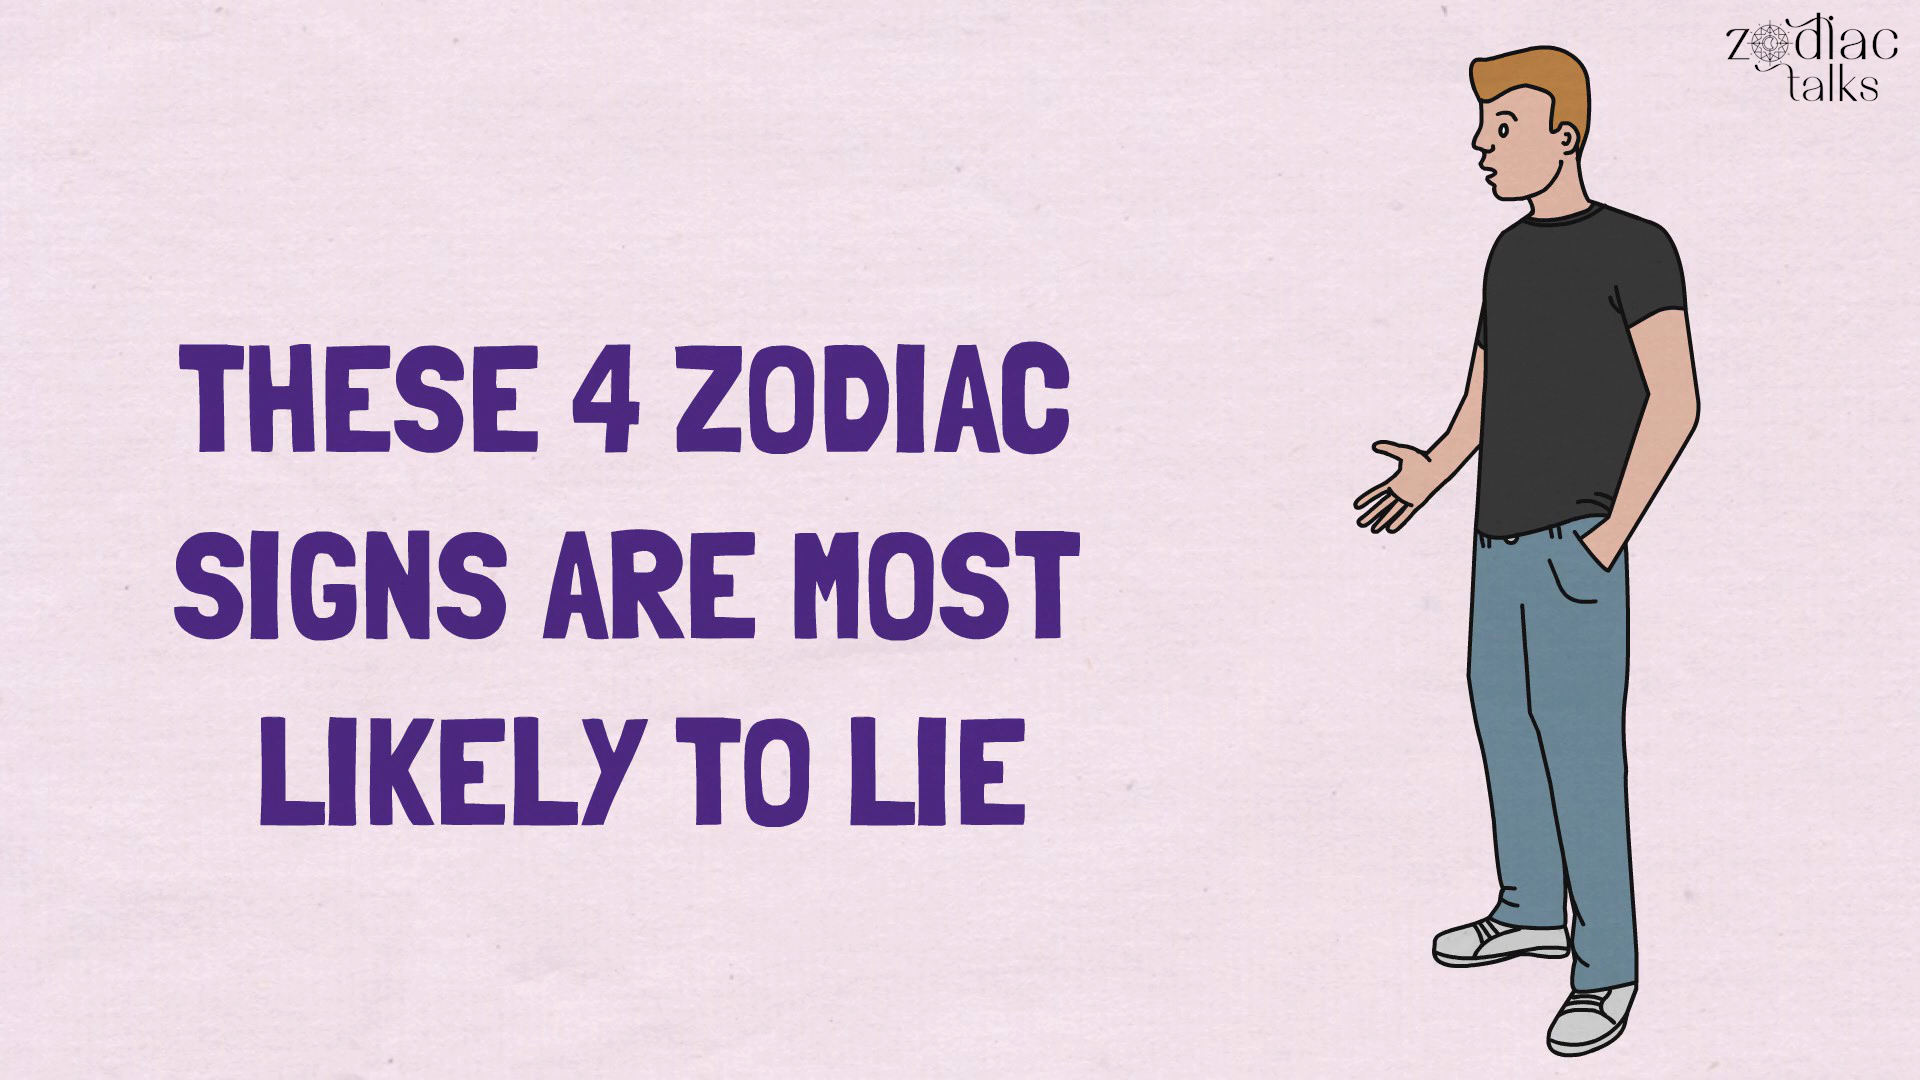 zodiac
talks
THESE 4 ZODIAC
SIGNS ARE MOST
LIKELY TO LIE